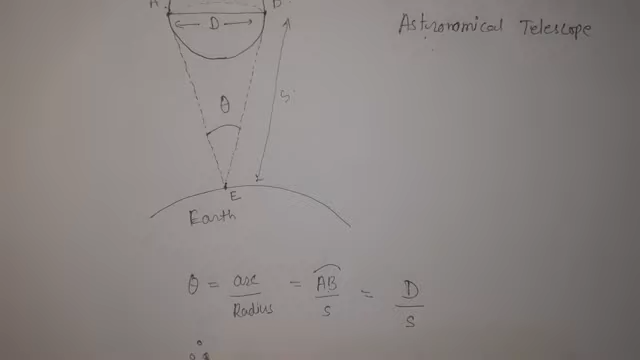 A B
D
Astronomical Telescope
S
θ
E
Earth
θ = arc/Radius = AB/S = D/S